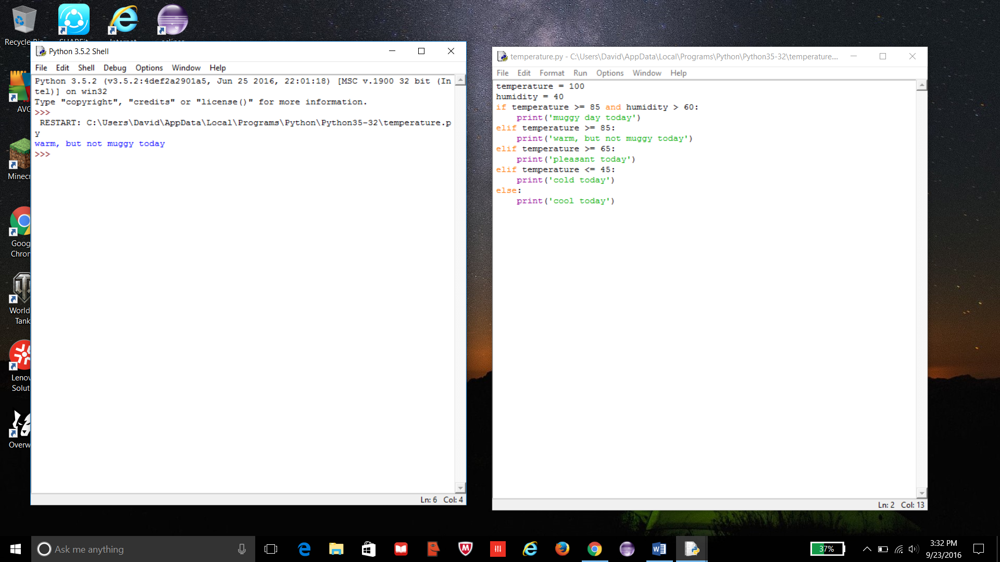 Recycle Bin
SHAREit
Internet
eclipse
AVG
Minecr
Goog
Chron
World
Tank
Lenov
Solut
Overw
Python 3.5.2 Shell
File Edit Shell Debug Options Window Help
Python 3.5.2 (v3.5.2:4def2a2901a5, Jun 25 2016, 22:01:18) [MSC v.1900 32 bit (In
tel)] on win32
Type "copyright", "credits" or "license()" for more information.
>>>
 RESTART: C:\Users\David\AppData\Local\Programs\Python\Python35-32\temperature.p
y
warm, but not muggy today
>>>
Ln: 6 Col: 4
temperature.py - C:\Users\David\AppData\Local\Programs\Python\Python35-32\temperature....
File Edit Format Run Options Window Help
temperature = 100
humidity = 40
if temperature >= 85 and humidity > 60:
    print('muggy day today')
elif temperature >= 85:
    print('warm, but not muggy today')
elif temperature >= 65:
    print('pleasant today')
elif temperature <= 45:
    print('cold today')
else:
    print('cool today')
Ln: 2 Col: 13
Ask me anything
37%
3:32 PM
9/23/2016